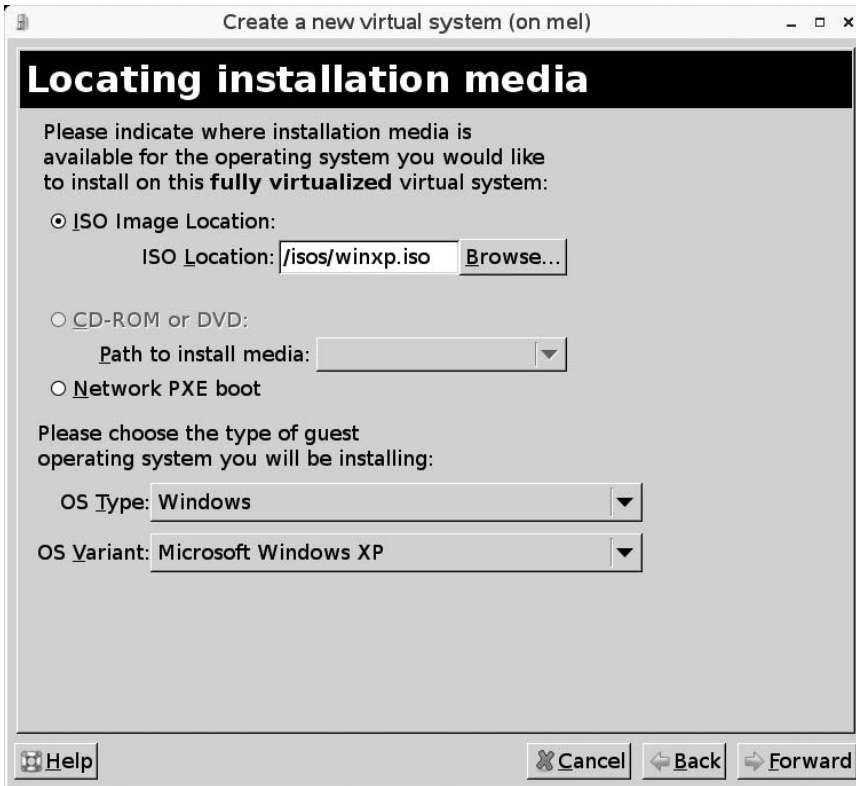 Create a new virtual system (on mel)
Locating installation media
Please indicate where installation media is
available for the operating system you would like
to install on this fully virtualized virtual system:
ISO Image Location:
ISO Location: /isos/winxp.iso Browse...
CD-ROM or DVD:
Path to install media:
Network PXE boot
Please choose the type of guest
operating system you will be installing:
OS Type: Windows
OS Variant: Microsoft Windows XP
Help Cancel Back Forward